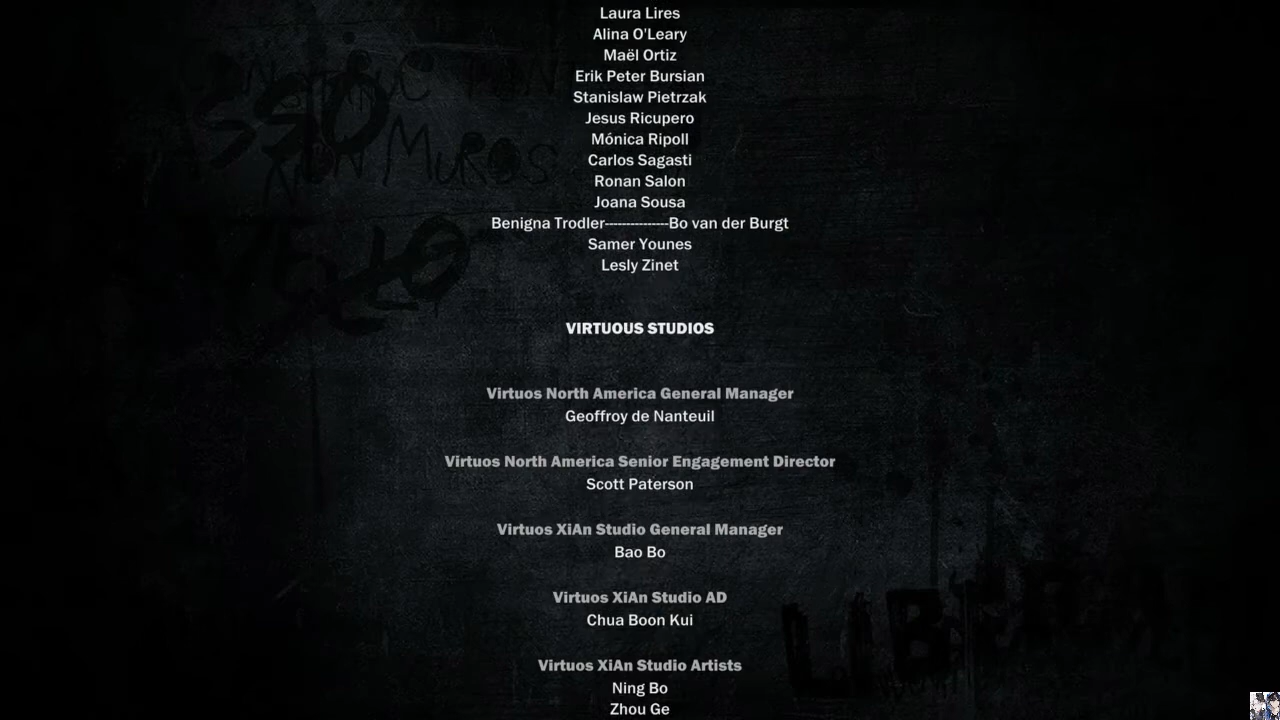 Laura Lires
Alina O'Leary
Maël Ortiz
Erik Peter Bursian
Stanislaw Pietrzak
Jesus Ricupero
Mónica Ripoll
Carlos Sagasti
Ronan Salon
Joana Sousa
Benigna Trodler--------------Bo van der Burgt
Samer Younes
Lesly Zinet
VIRTUOUS STUDIOS
Virtuos North America General Manager
Geoffroy de Nanteuil
Virtuos North America Senior Engagement Director
Scott Paterson
Virtuos XiAn Studio General Manager
Bao Bo
Virtuos XiAn Studio AD
Chua Boon Kui
Virtuos XiAn Studio Artists
Ning Bo
Zhou Ge
MUROS